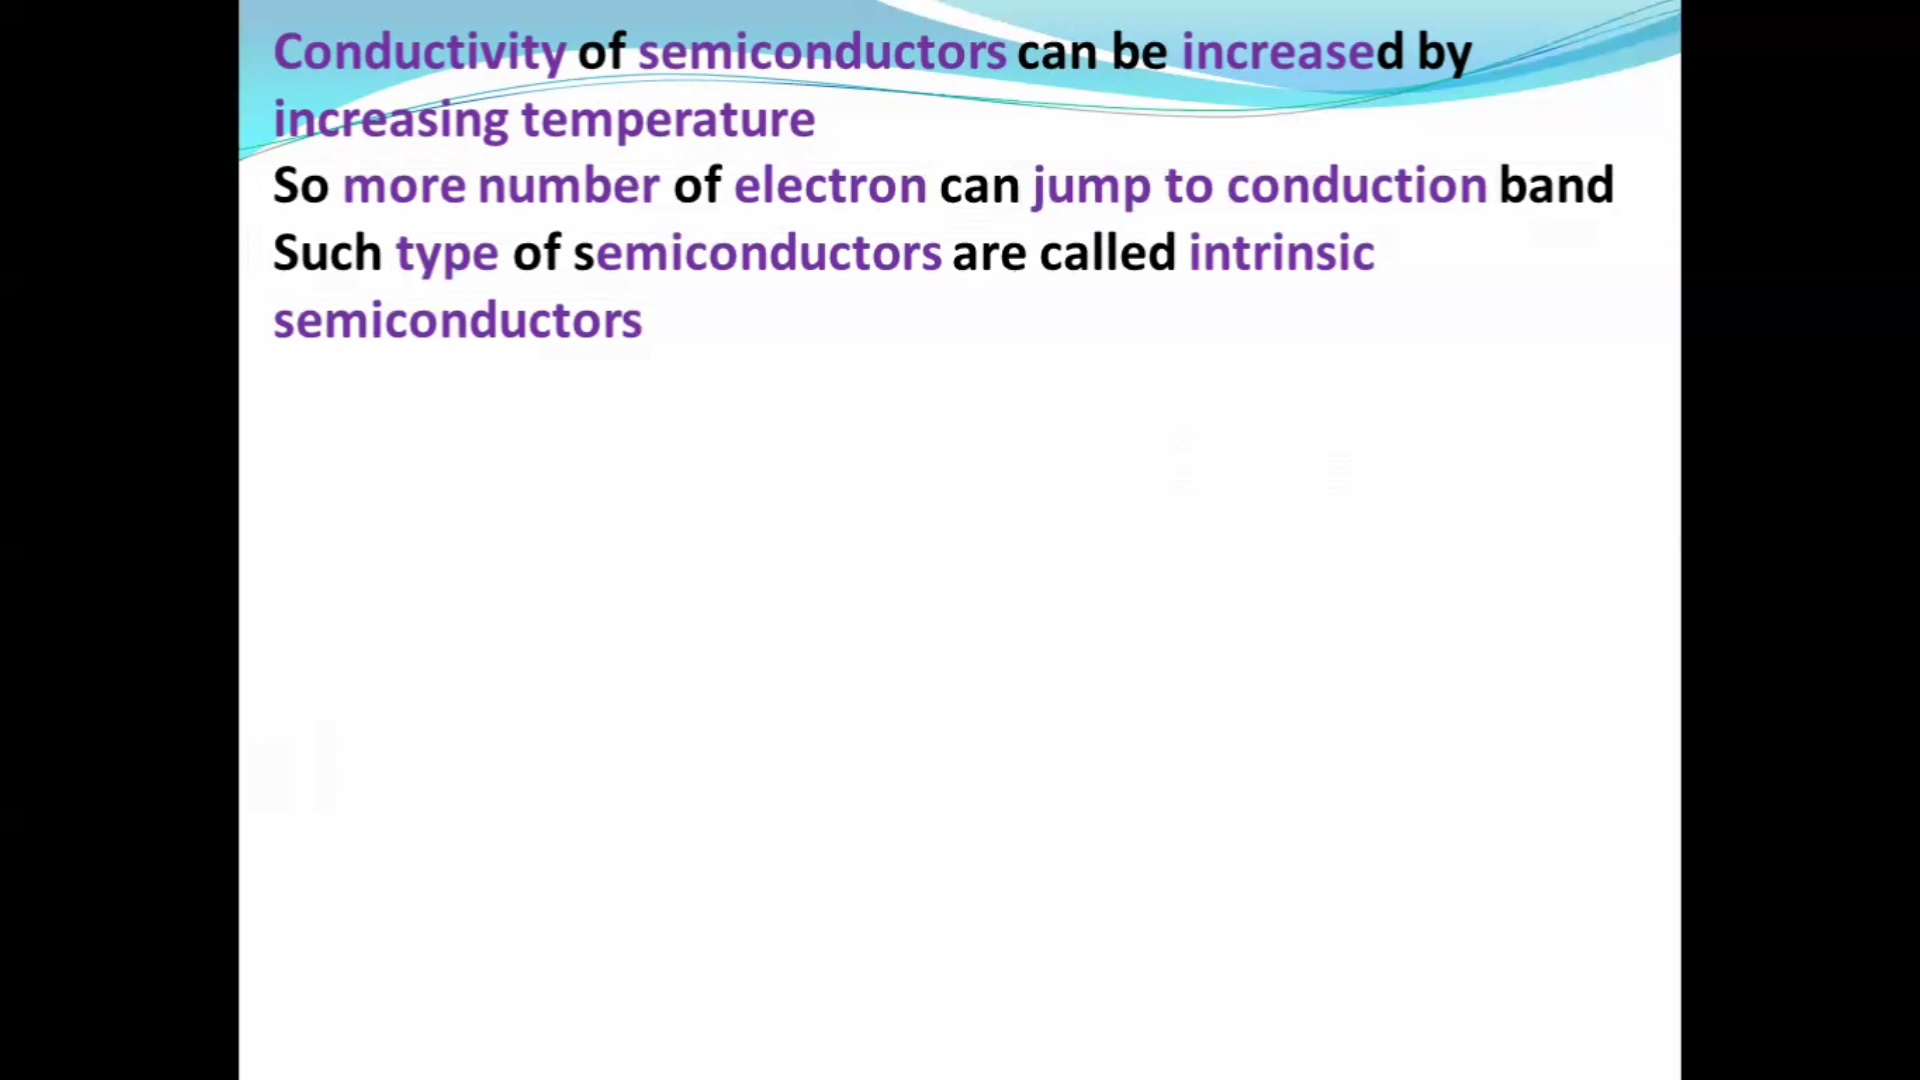 Conductivity of semiconductors can be increased by
increasing temperature
So more number of electron can jump to conduction band
Such type of semiconductors are called intrinsic
semiconductors